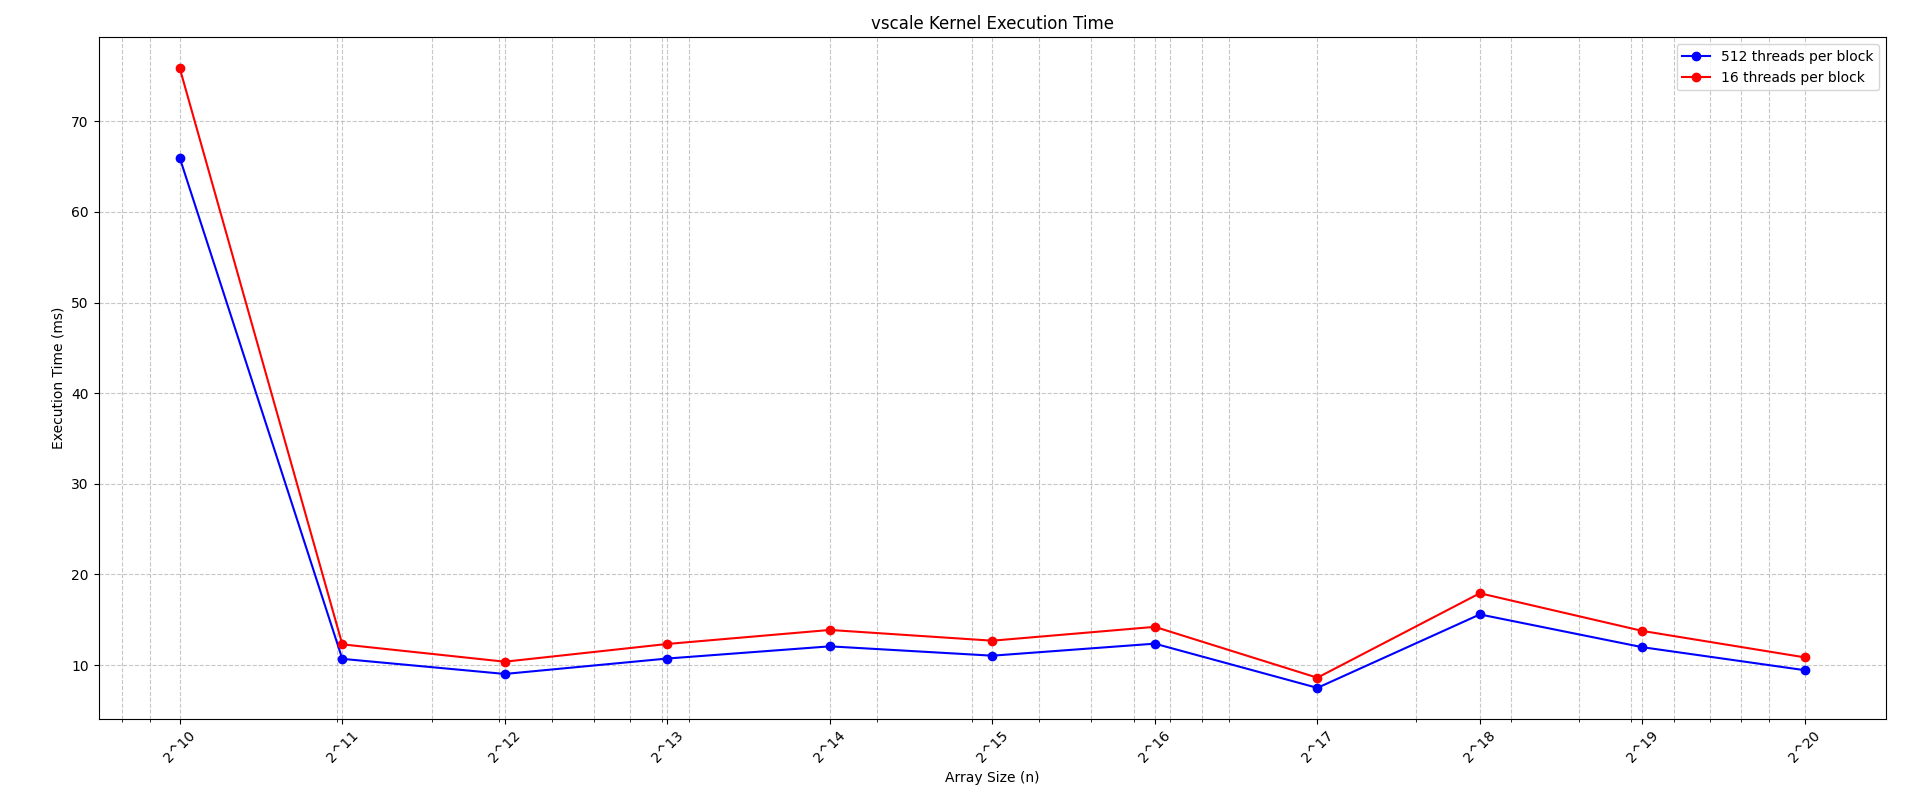 vscale Kernel Execution Time
512 threads per block
16 threads per block
Execution Time (ms)
70
60
50
40
30
20
10
2^10 2^11 2^12 2^13 2^14 2^15 2^16 2^17 2^18 2^19 2^20
Array Size (n)